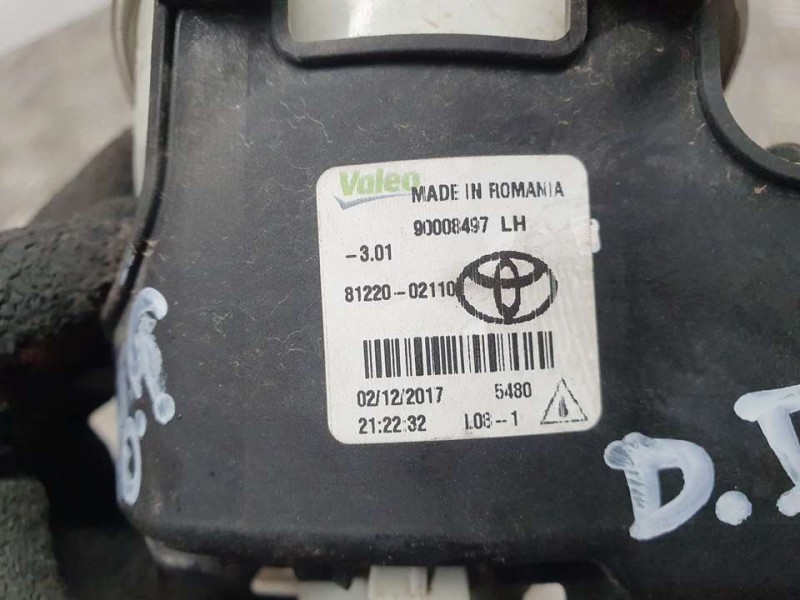 Valeo MADE IN ROMANIA
90008497 LH
-3.01
81220-02110
02/12/2017 5480
21:22:32 L08-1
D.